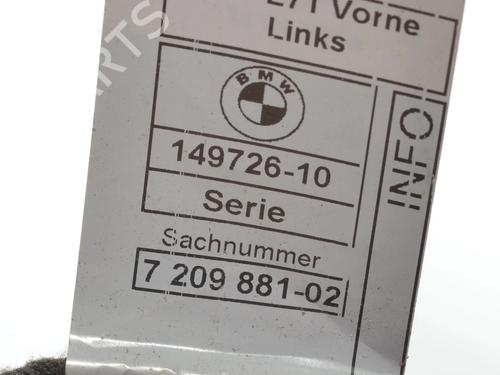 Vorne
Links
BMW
149726-10
Serie
Sachnummer
7 209 881-02
INFO